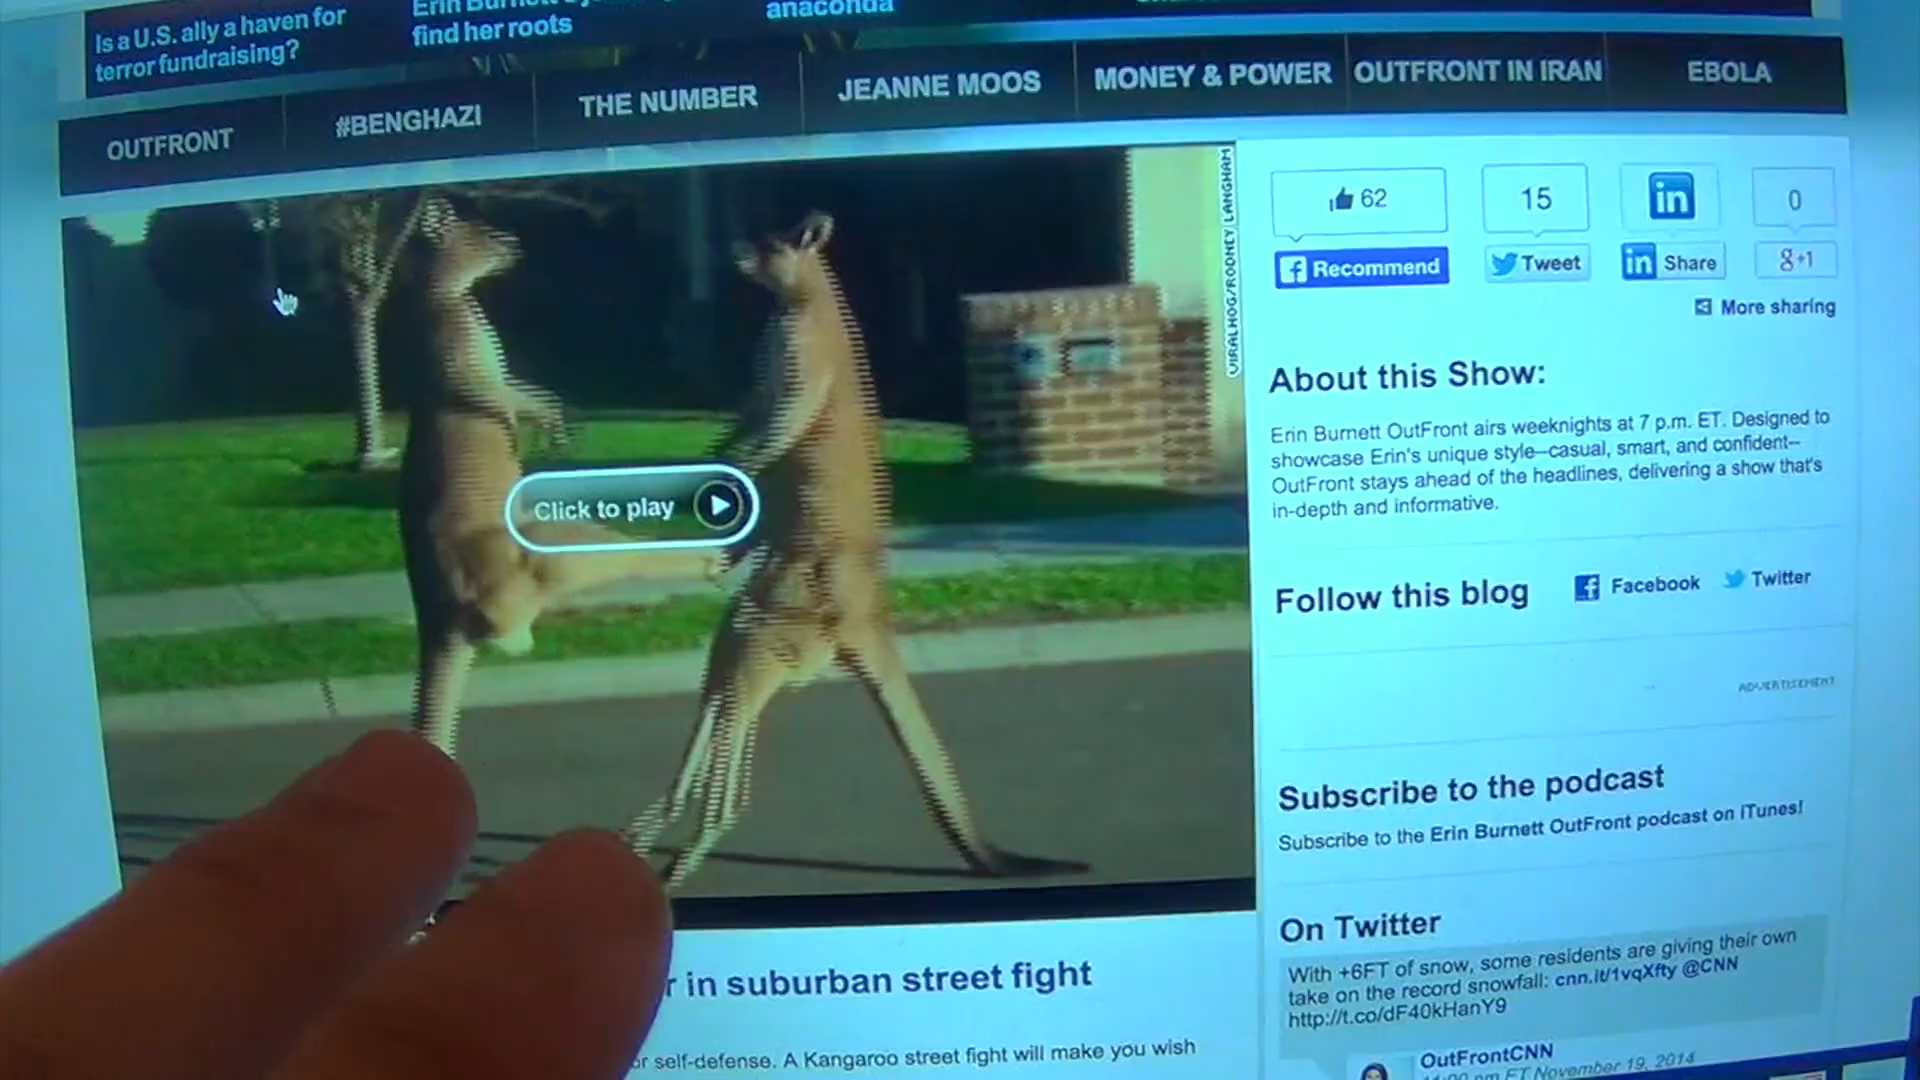 Is a U.S. ally a haven for
terror fundraising?
Erin
find her roots
anaconda
OUTFRONT
#BENGHAZI
THE NUMBER
JEANNE MOOS
MONEY & POWER
OUTFRONT IN IRAN
EBOLA
VIRALHOG/RODNEY LANGHAM
Click to play
62
15
in
0
f Recommend
Tweet
in Share
g+1
More sharing
About this Show:
Erin Burnett OutFront airs weeknights at 7 p.m. ET. Designed to
showcase Erin's unique style--casual, smart, and confident--
OutFront stays ahead of the headlines, delivering a show that's
in-depth and informative.
Follow this blog
f Facebook
Twitter
ADVERTISEMENT
Subscribe to the podcast
Subscribe to the Erin Burnett OutFront podcast on iTunes!
On Twitter
With +6FT of snow, some residents are giving their own
take on the record snowfall: cnn.it/1vqXfty @CNN
http://t.co/dF40kHanY9
OutFrontCNN
pm ET November 19, 2014
in suburban street fight
self-defense. A Kangaroo street fight will make you wish